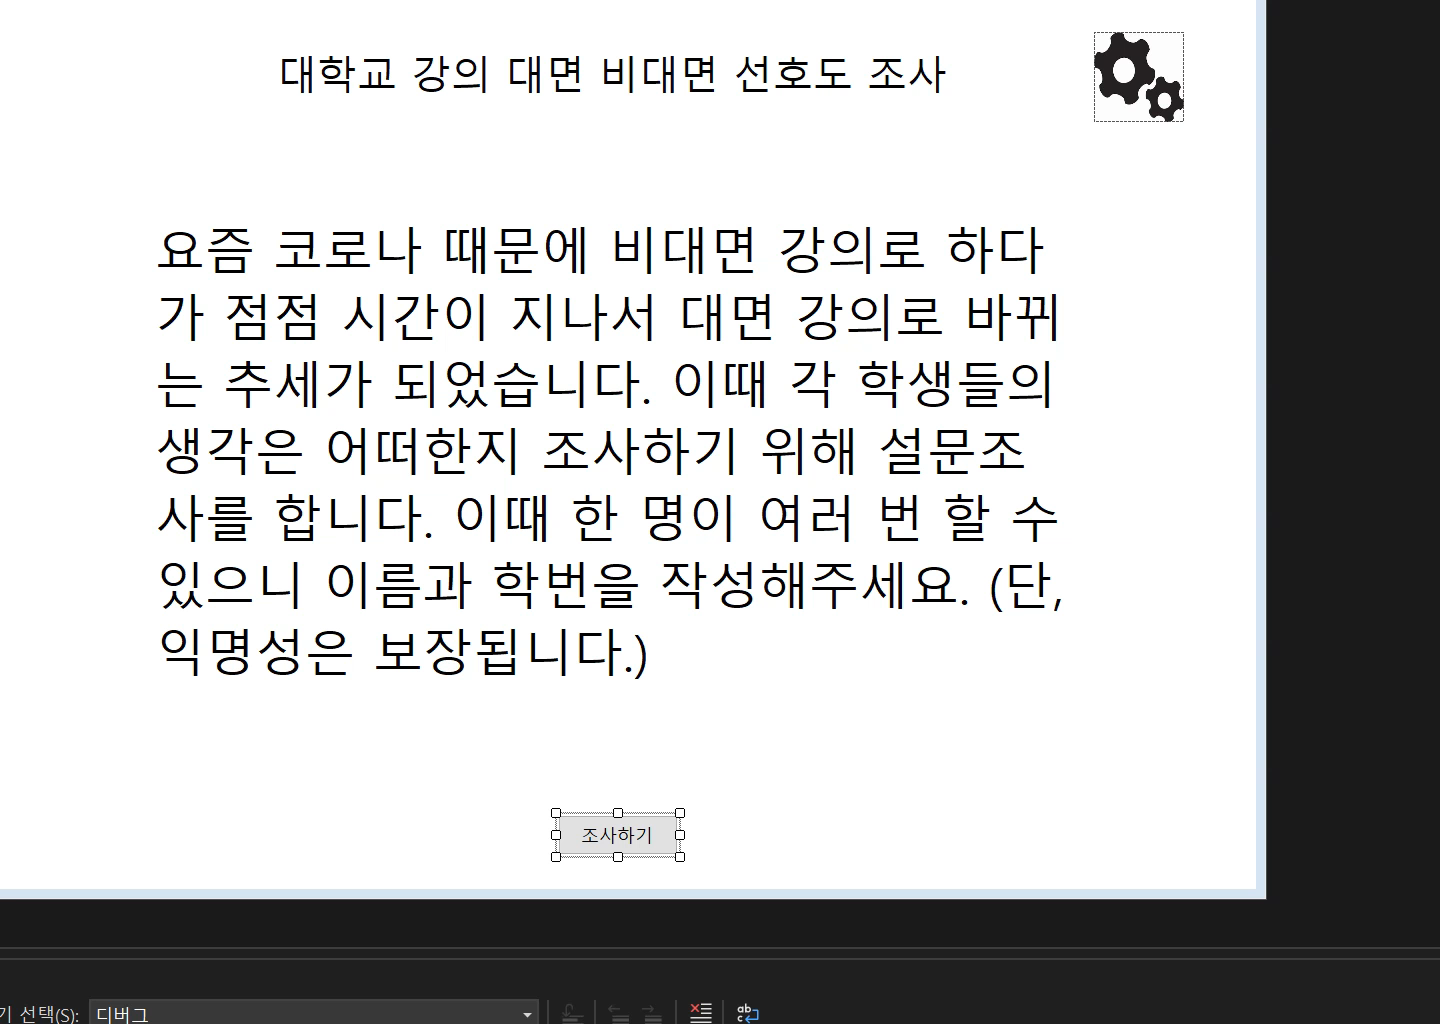 대학교 강의 대면 비대면 선호도 조사
요즘 코로나 때문에 비대면 강의로 하다
가 점점 시간이 지나서 대면 강의로 바뀌
는 추세가 되었습니다. 이때 각 학생들의
생각은 어떠한지 조사하기 위해 설문조
사를 합니다. 이때 한 명이 여러 번 할 수
있으니 이름과 학번을 작성해주세요. (단,
익명성은 보장됩니다.)
조사하기
기 선택(S): 디버그